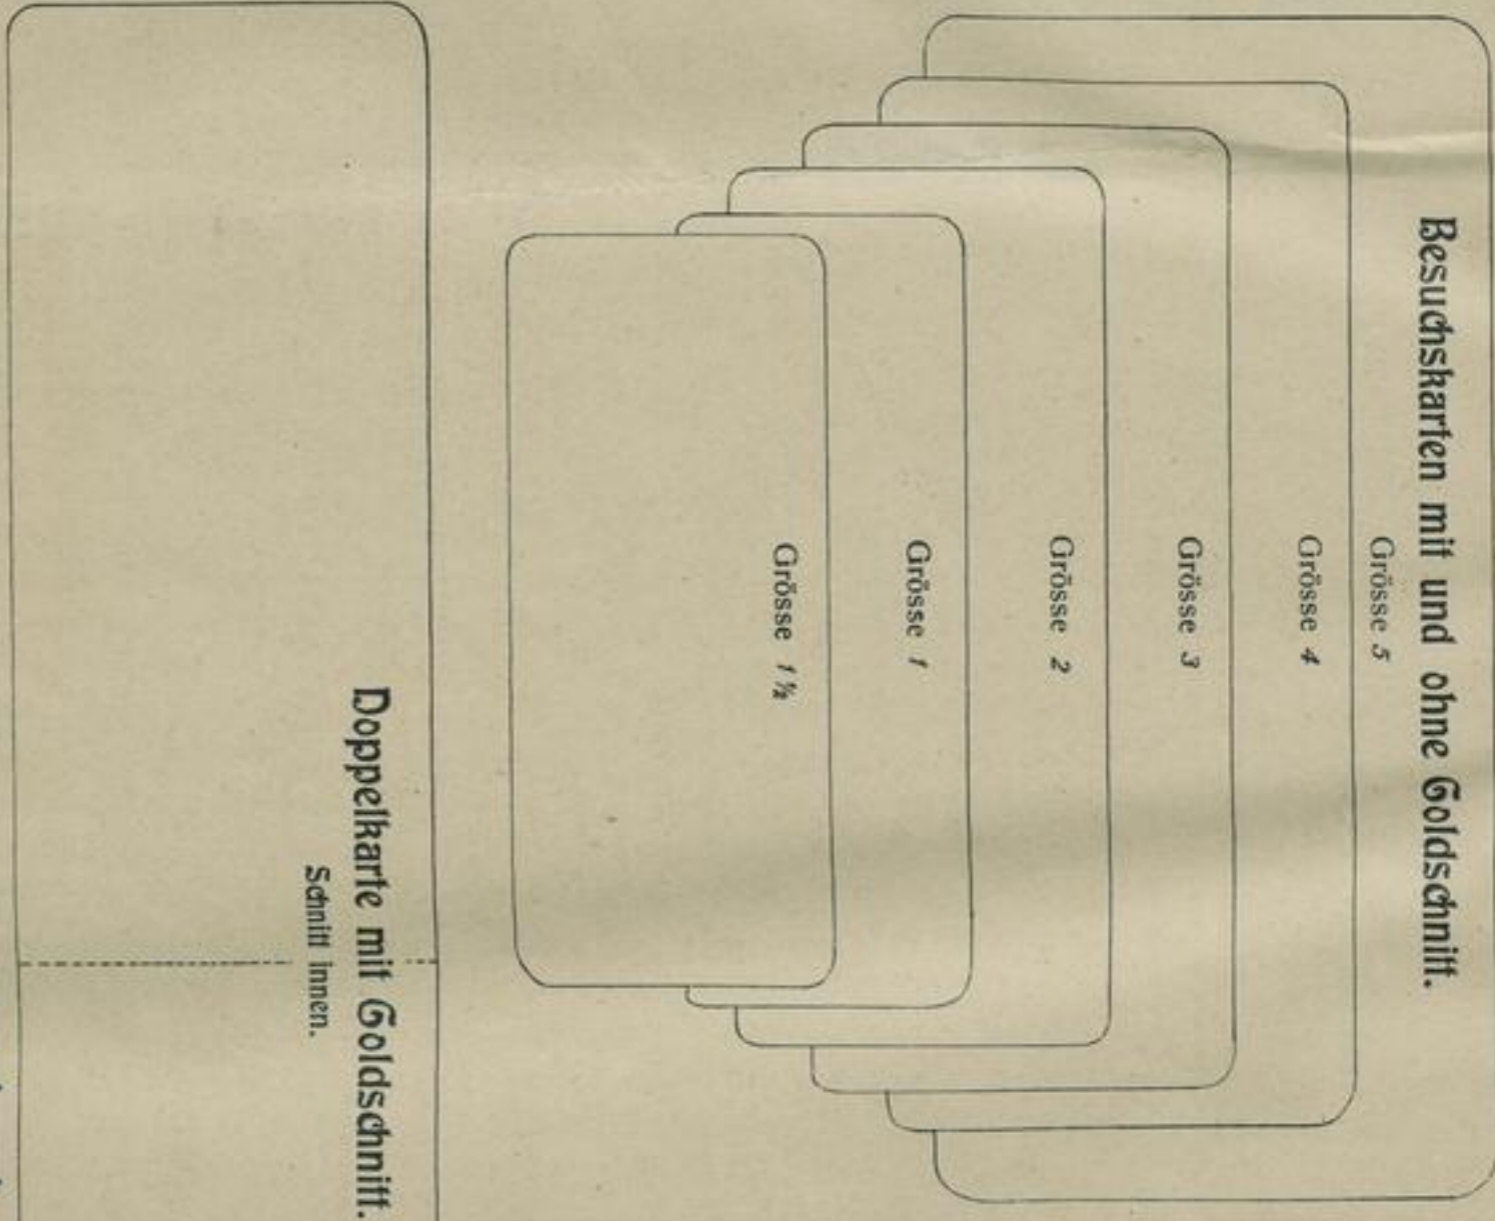 Besuchskarten mit und ohne Goldschnitt.
Grösse 5
Grösse 4
Grösse 3
Grösse 2
Grösse 1
Grösse 1½
Doppelkarte mit Goldschnitt.
Schnitt innen.